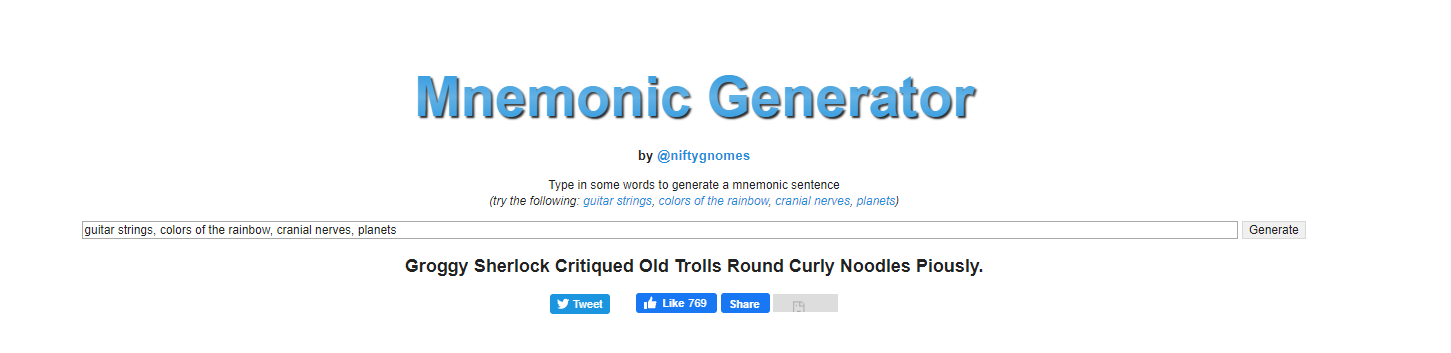 Mnemonic Generator
by @niftygnomes
Type in some words to generate a mnemonic sentence
(try the following: guitar strings, colors of the rainbow, cranial nerves, planets)
guitar strings, colors of the rainbow, cranial nerves, planets Generate
Groggy Sherlock Critiqued Old Trolls Round Curly Noodles Piously.
Tweet Like 769 Share